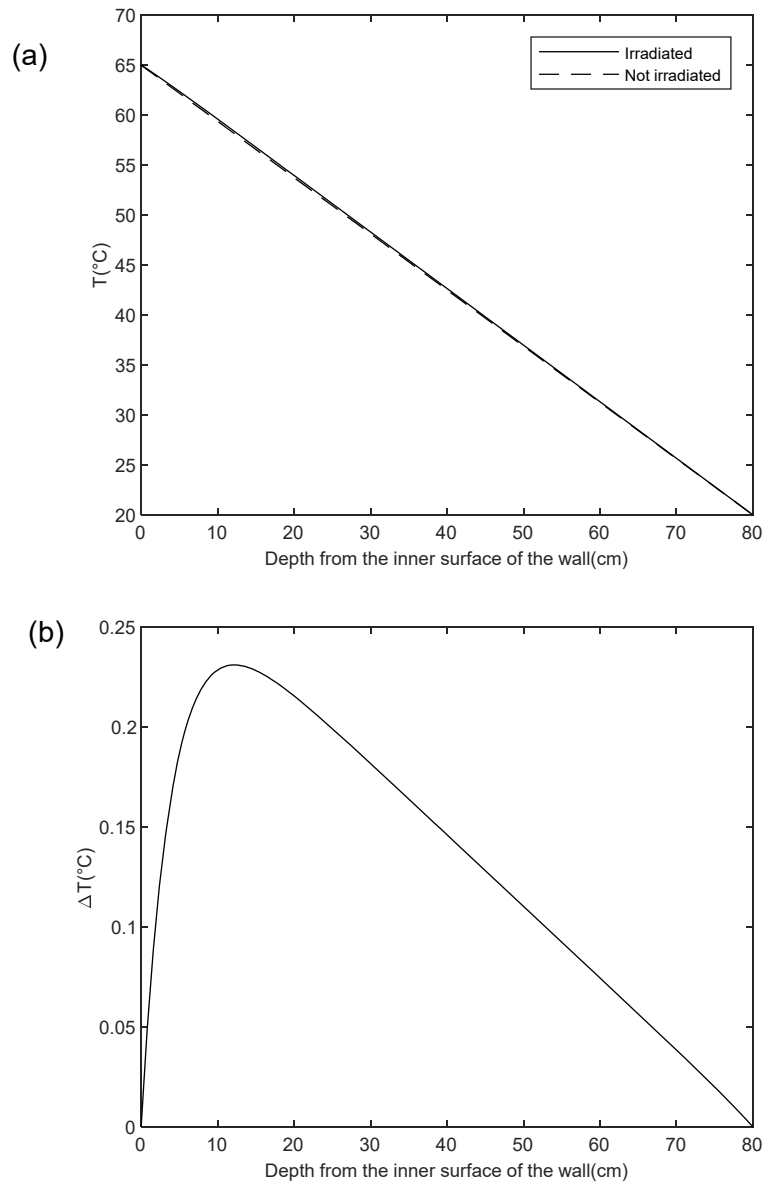 (a)
70
65
60
55
50
45
40
35
30
25
20
T(°C)
Irradiated
Not irradiated
0 10 20 30 40 50 60 70 80
Depth from the inner surface of the wall(cm)
(b)
0.25
0.2
0.15
0.1
0.05
0
△T(°C)
0 10 20 30 40 50 60 70 80
Depth from the inner surface of the wall(cm)